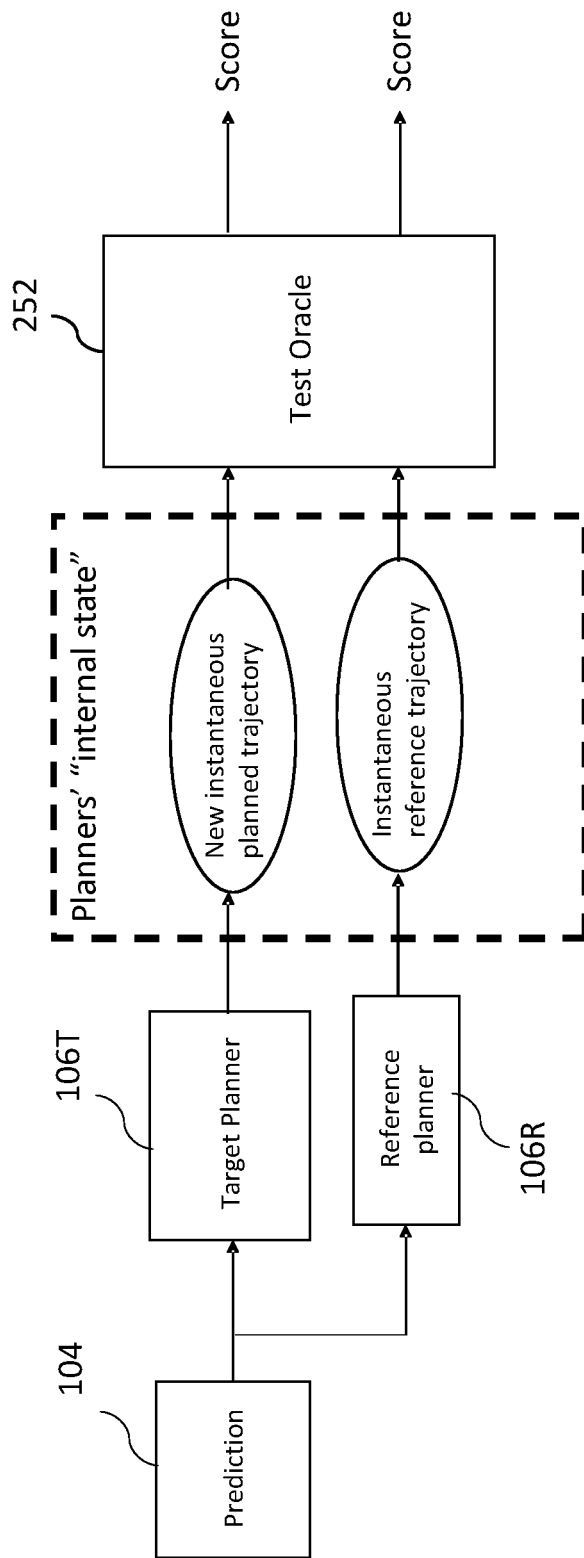 104
Prediction
106T
Target Planner
Reference
planner
106R
Planners’ “internal state”
New instantaneous
planned trajectory
Instantaneous
reference trajectory
252
Test Oracle
Score
Score